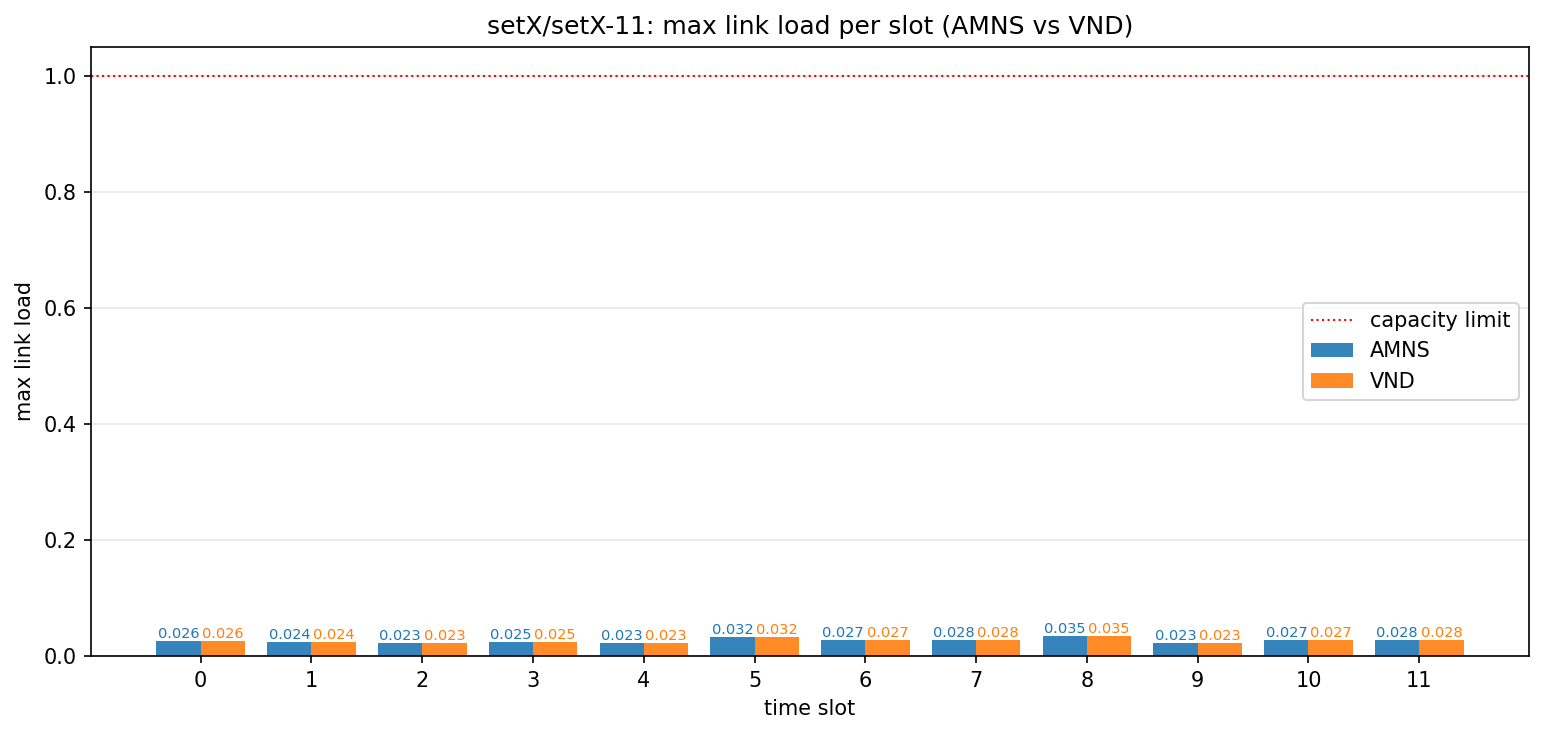 setX/setX-11: max link load per slot (AMNS vs VND)
1.0
0.8
0.6
0.4
0.2
0.0
max link load
capacity limit
AMNS
VND
0.026 0.026 0.024 0.024 0.023 0.023 0.025 0.025 0.023 0.023 0.032 0.032 0.027 0.027 0.028 0.028 0.035 0.035 0.023 0.023 0.027 0.027 0.028 0.028
0 1 2 3 4 5 6 7 8 9 10 11
time slot